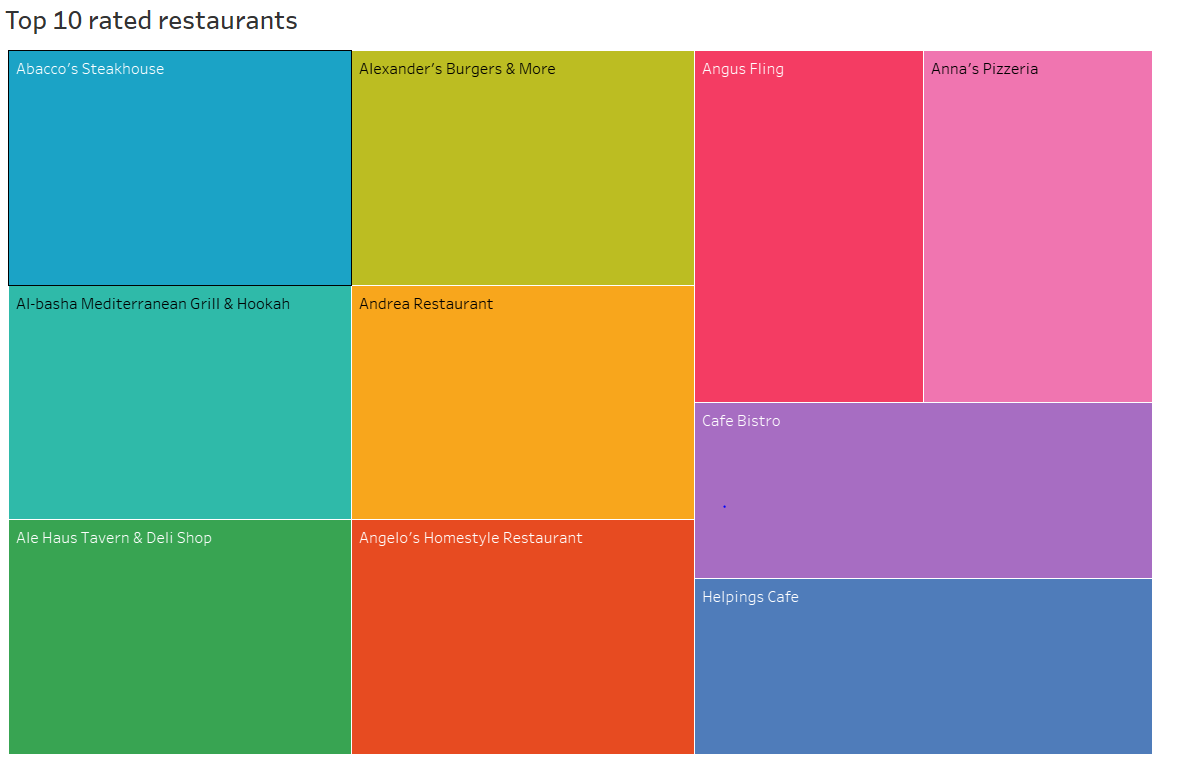 Top 10 rated restaurants
Abacco's Steakhouse
Alexander's Burgers & More
Angus Fling
Anna's Pizzeria
Al-basha Mediterranean Grill & Hookah
Andrea Restaurant
Cafe Bistro
Ale Haus Tavern & Deli Shop
Angelo's Homestyle Restaurant
Helpings Cafe